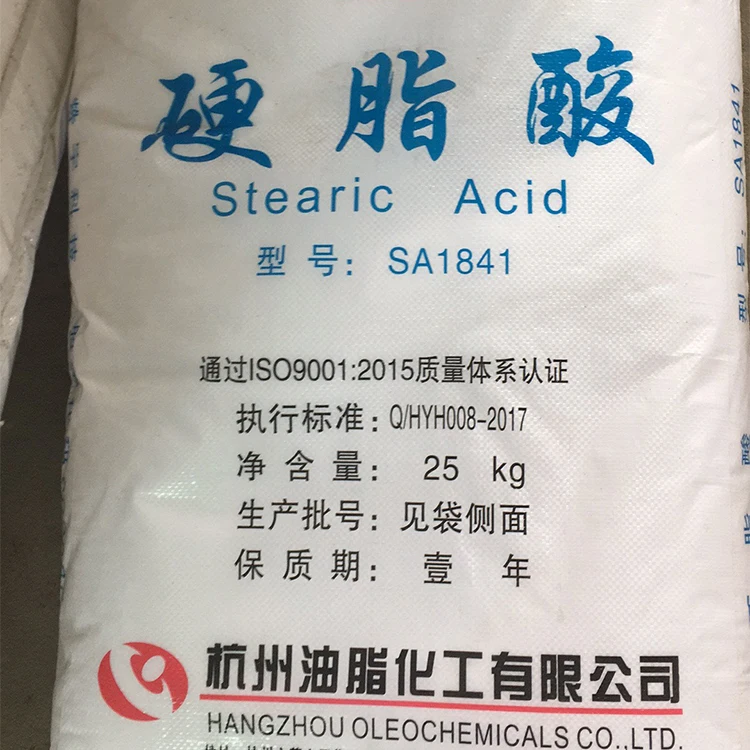 硬脂酸
Stearic Acid
型号: SA1841
通过ISO9001:2015质量体系认证
执行标准: Q/HYH008-2017
净含量: 25 kg
生产批号: 见袋侧面
保质期: 壹年
杭州油脂化工有限公司
HANGZHOU OLEOCHEMICALS CO.,LTD.
型号: SA1841